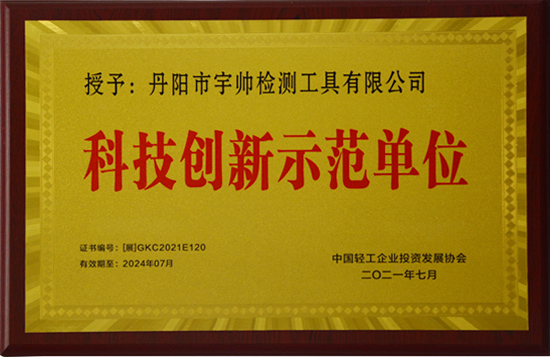 授予：丹阳市宇帅检测工具有限公司
科技创新示范单位
证书编号：[展]GKC2021E120
有效期至：2024年07月
中国轻工企业投资发展协会
二〇二一年七月